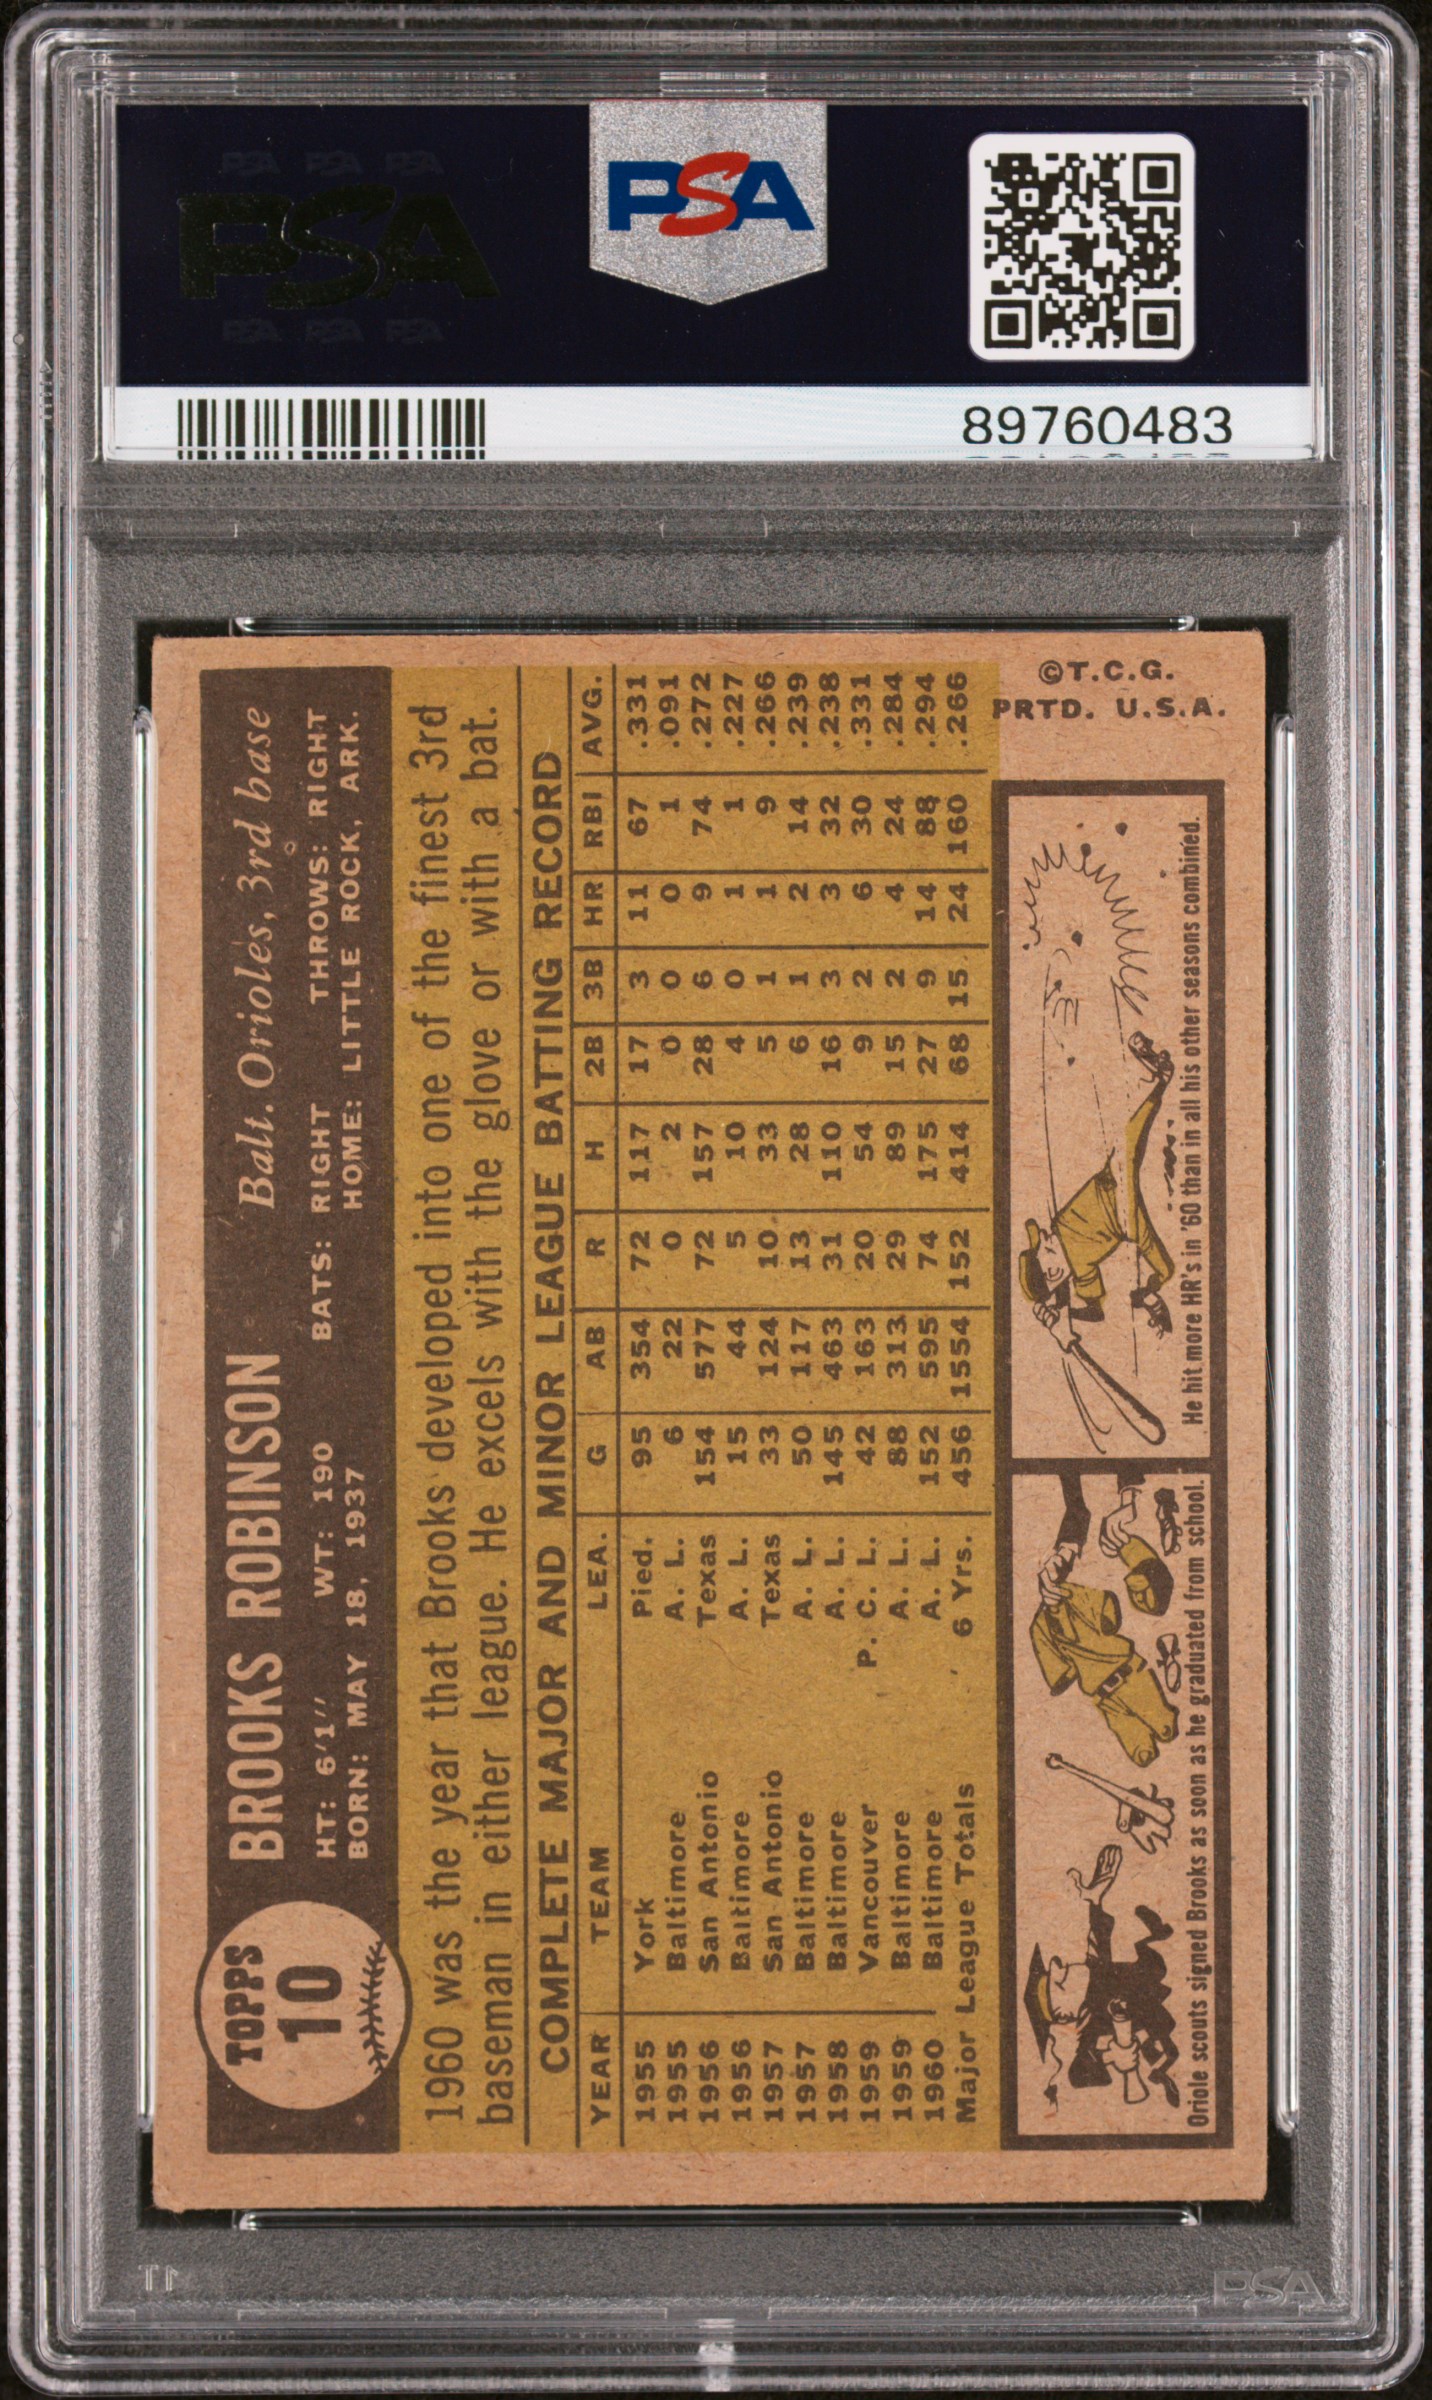 PSA PSA PSA
PSA
PSA PSA PSA
PSA
89760483
TOPPS
10
BROOKS ROBINSON
Balt. Orioles, 3rd base
HT: 6'1" WT: 190 BATS: RIGHT THROWS: RIGHT
BORN: MAY 18, 1937 HOME: LITTLE ROCK, ARK.
1960 was the year that Brooks developed into one of the finest 3rd
baseman in either league. He excels with the glove or with a bat.
COMPLETE MAJOR AND MINOR LEAGUE BATTING RECORD
YEAR TEAM LEA. G AB R H 2B 3B HR RBI AVG.
1955 York Pied. 95 354 72 117 17 3 11 67 .331
1955 Baltimore A. L. 6 22 0 2 0 0 0 1 .091
1956 San Antonio Texas 154 577 72 157 28 6 9 74 .272
1956 Baltimore A. L. 15 44 5 10 4 0 1 1 .227
1957 San Antonio Texas 33 124 10 33 5 1 1 9 .266
1957 Baltimore A. L. 50 117 13 28 6 1 2 14 .239
1958 Baltimore A. L. 145 463 31 110 16 3 3 32 .238
1959 Vancouver P. C. L. 42 163 20 54 9 2 6 30 .331
1959 Baltimore A. L. 88 313 29 89 15 2 4 24 .284
1960 Baltimore A. L. 152 595 74 175 27 9 14 88 .294
Major League Totals 6 Yrs. 456 1554 152 414 68 15 24 160 .266
Oriole scouts signed Brooks as soon as he graduated from school.
He hit more HR's in '60 than in all his other seasons combined.
©T.C.G.
PRTD. U.S.A.
PSA